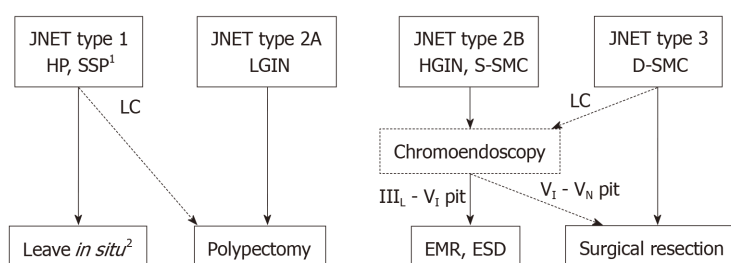 JNET type 1
HP, SSP¹
JNET type 2A
LGIN
JNET type 2B
HGIN, S-SMC
JNET type 3
D-SMC
LC
LC
Chromoendoscopy
III_L - V_I pit
V_I - V_N pit
Leave in situ²
Polypectomy
EMR, ESD
Surgical resection